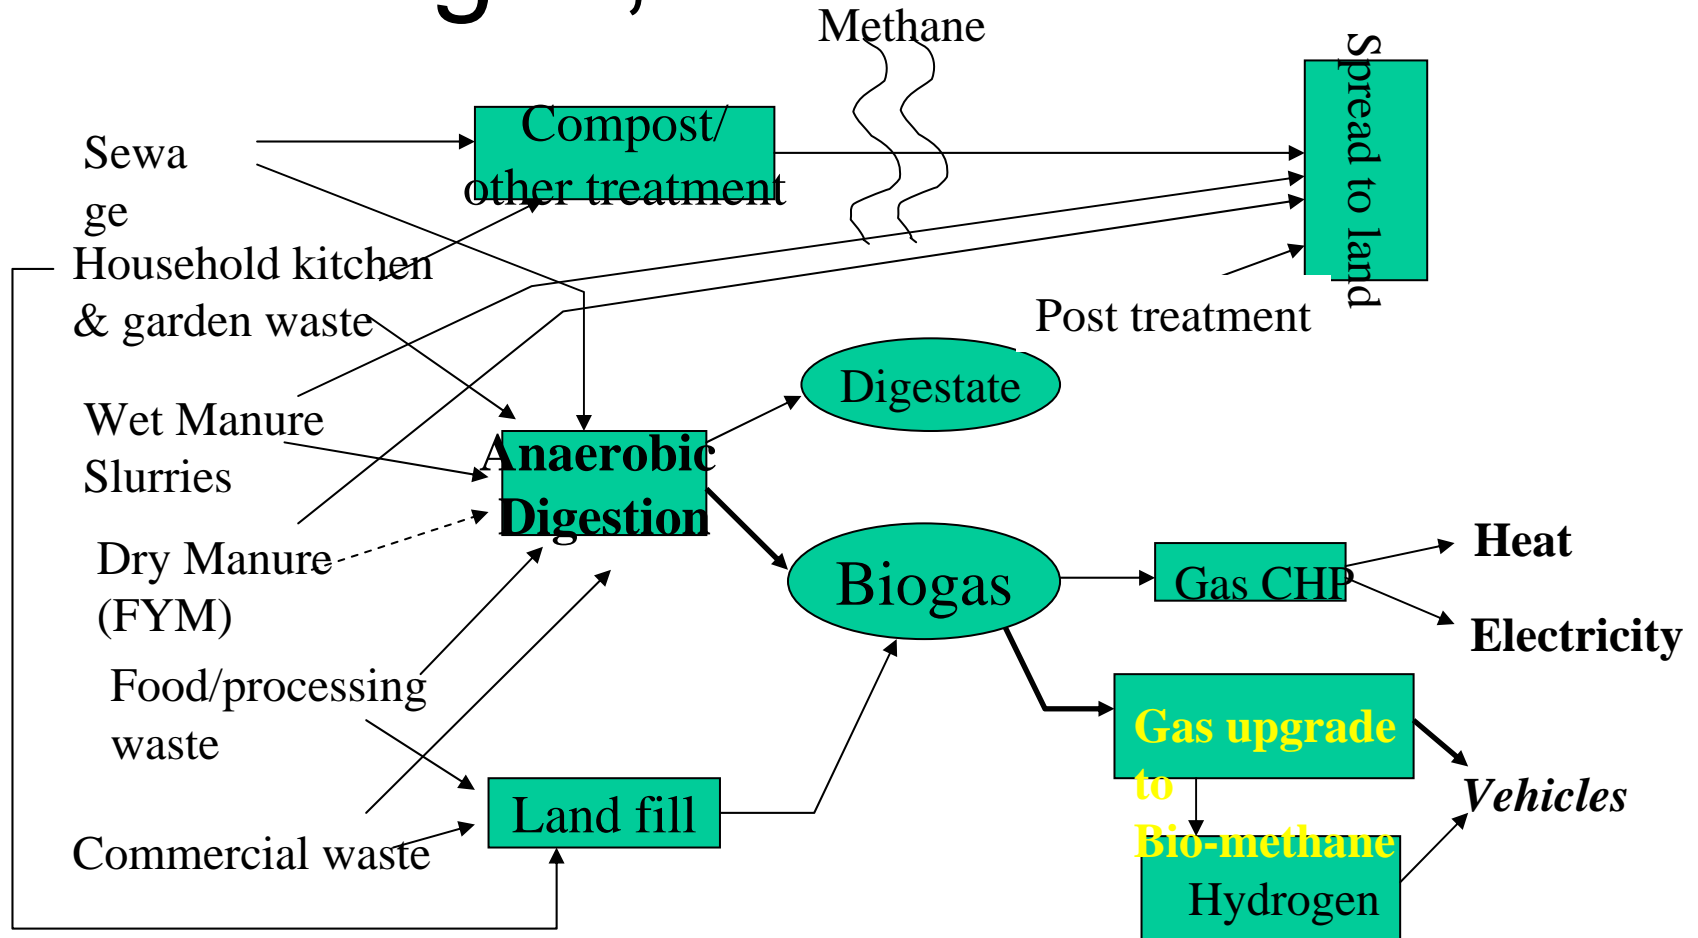 Methane
Spread to land
Compost/
other treatment
Sewa
ge
Household kitchen
& garden waste
Post treatment
Digestate
Wet Manure
Slurries
Anaerobic
Digestion
Dry Manure
(FYM)
Biogas
Gas CHP
Heat
Electricity
Food/processing
waste
Gas upgrade
to
Bio-methane
Vehicles
Land fill
Commercial waste
Hydrogen